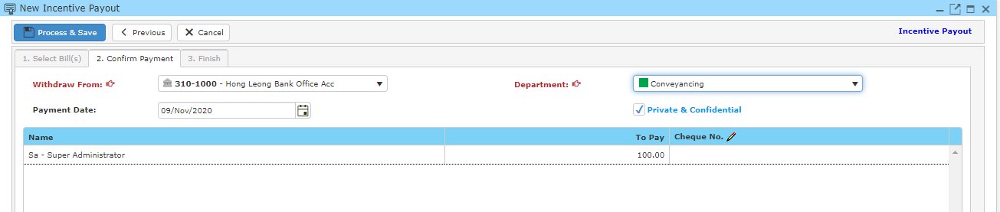 New Incentive Payout
Process & Save Previous Cancel Incentive Payout
1. Select Bill(s) 2. Confirm Payment 3. Finish
Withdraw From: 310-1000 - Hong Leong Bank Office Acc Department: Conveyancing
Payment Date: 09/Nov/2020 Private & Confidential
Name To Pay Cheque No.
Sa - Super Administrator 100.00